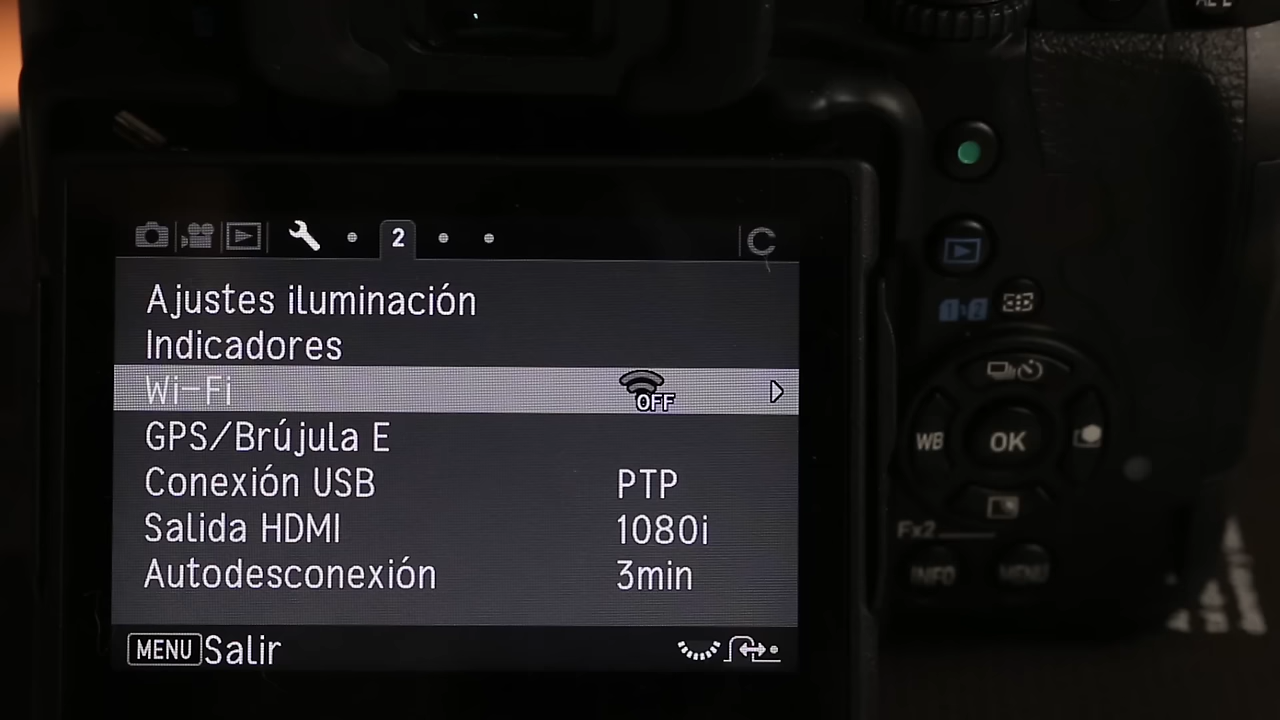 2
Ajustes iluminación
Indicadores
Wi-Fi OFF
GPS/Brújula E
Conexión USB PTP
Salida HDMI 1080i
Autodesconexión 3min
MENU Salir
WB OK
Fx2
INFO MENU